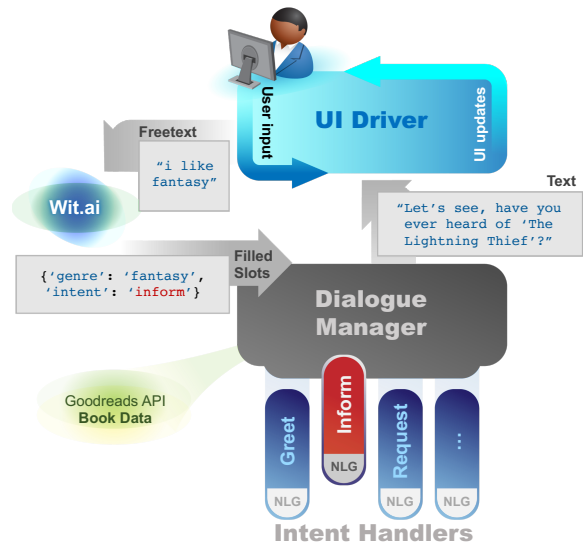 User input
UI Driver
UI updates
Freetext
“i like
fantasy”
Wit.ai
Text
“Let’s see, have you
ever heard of ‘The
Lightning Thief’?”
Filled
Slots
{‘genre’: ‘fantasy’,
‘intent’: ‘inform’}
Dialogue
Manager
Goodreads API
Book Data
Greet
NLG
Inform
NLG
Request
NLG
...
NLG
Intent Handlers